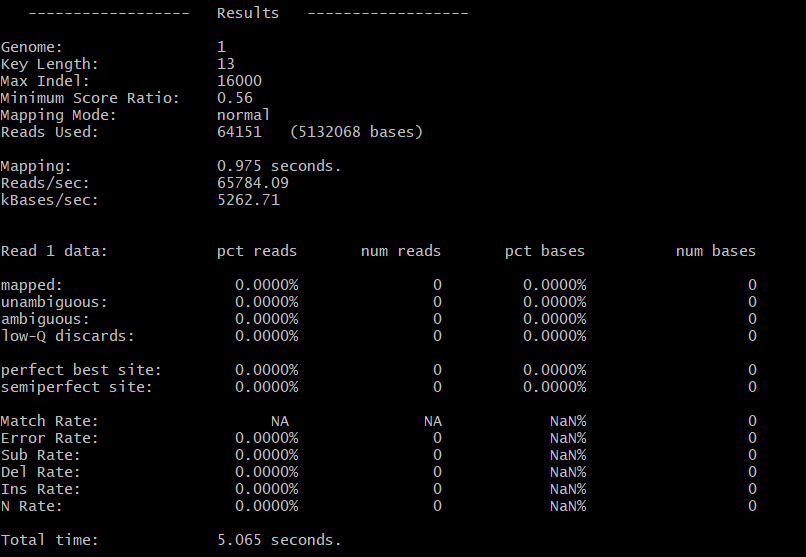 ------------------   Results   ------------------
Genome:                 1
Key Length:             13
Max Indel:              16000
Minimum Score Ratio:    0.56
Mapping Mode:           normal
Reads Used:             64151   (5132068 bases)
Mapping:                0.975 seconds.
Reads/sec:              65784.09
kBases/sec:             5262.71
Read 1 data:            pct reads       num reads       pct bases          num bases
mapped:                   0.0000%               0         0.0000%                  0
unambiguous:              0.0000%               0         0.0000%                  0
ambiguous:                0.0000%               0         0.0000%                  0
low-Q discards:           0.0000%               0         0.0000%                  0
perfect best site:        0.0000%               0         0.0000%                  0
semiperfect site:         0.0000%               0         0.0000%                  0
Match Rate:                   NA               NA            NaN%                  0
Error Rate:               0.0000%               0            NaN%                  0
Sub Rate:                 0.0000%               0            NaN%                  0
Del Rate:                 0.0000%               0            NaN%                  0
Ins Rate:                 0.0000%               0            NaN%                  0
N Rate:                   0.0000%               0            NaN%                  0
Total time:             5.065 seconds.